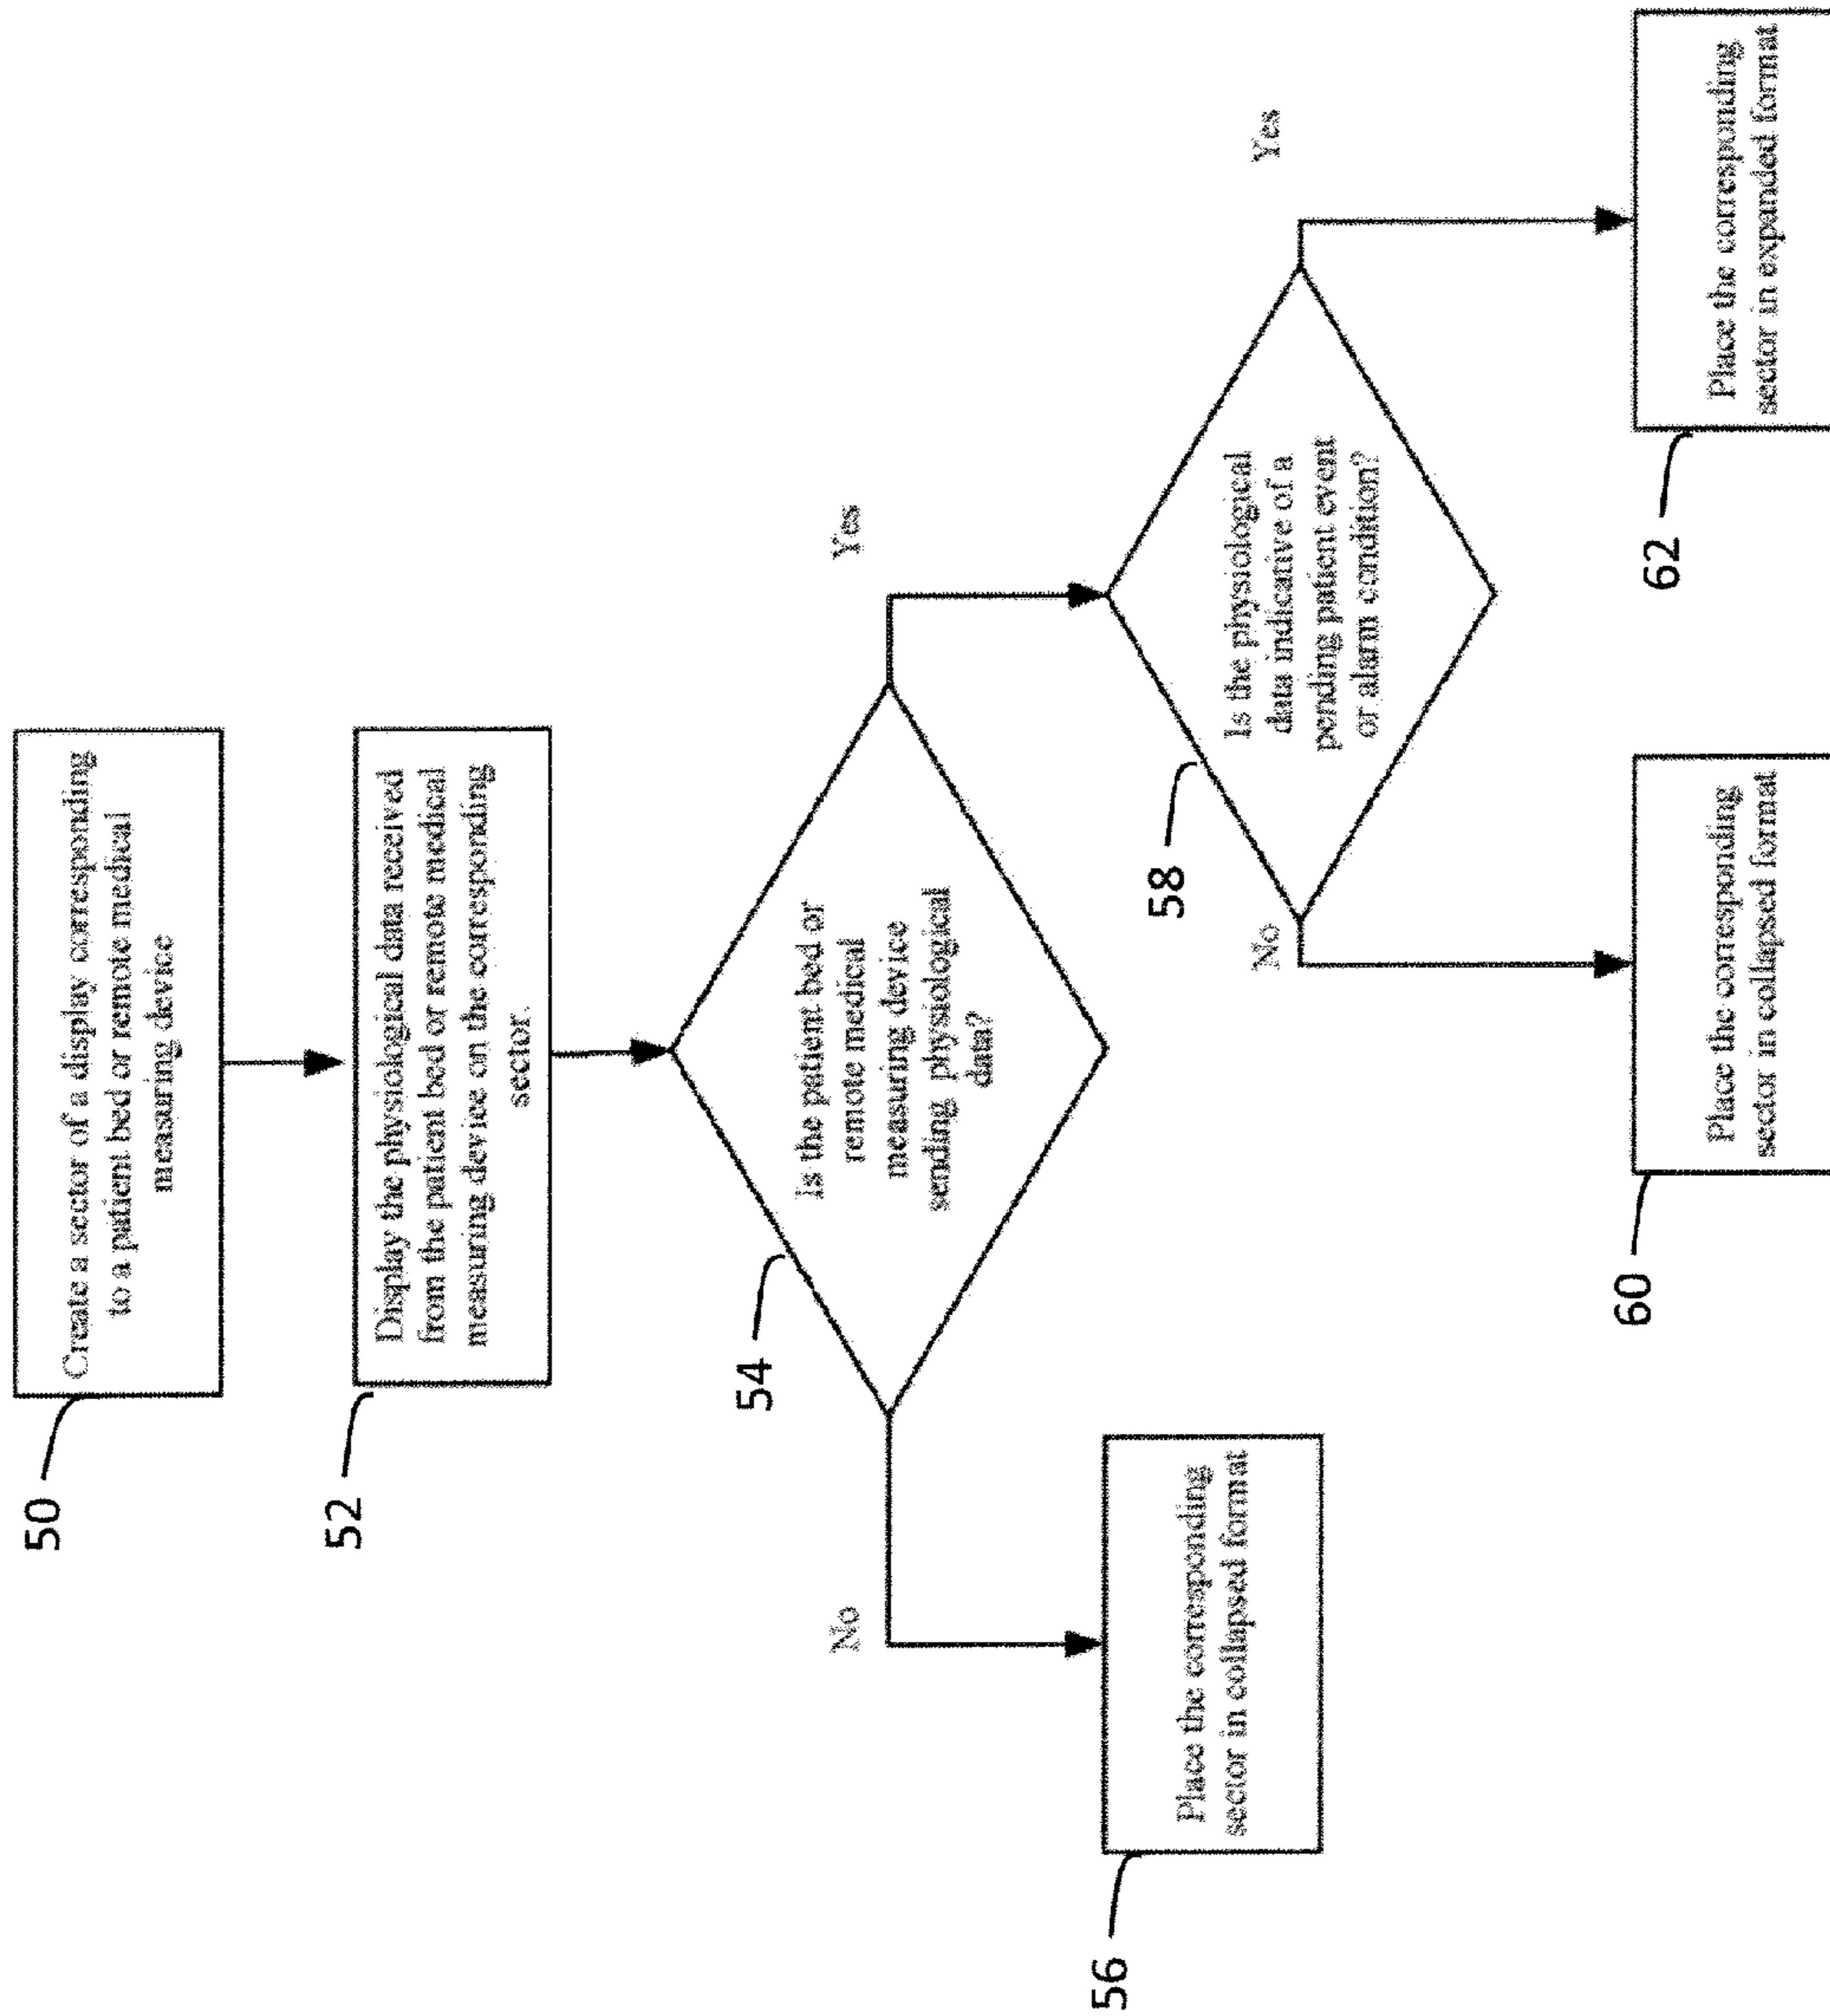 50
Create a sector of a display corresponding
to a patient bed or remote medical
measuring device
52
Display the physiological data received
from the patient bed or remote medical
measuring device on the corresponding
sector.
54
Is the patient bed or
remote medical
measuring device
sending physiological
data?
No
Yes
56
Place the corresponding
sector in collapsed format
58
Is the physiological
data indicative of a
pending patient event
or alarm condition?
No
Yes
60
Place the corresponding
sector in collapsed format
62
Place the corresponding
sector in expanded format